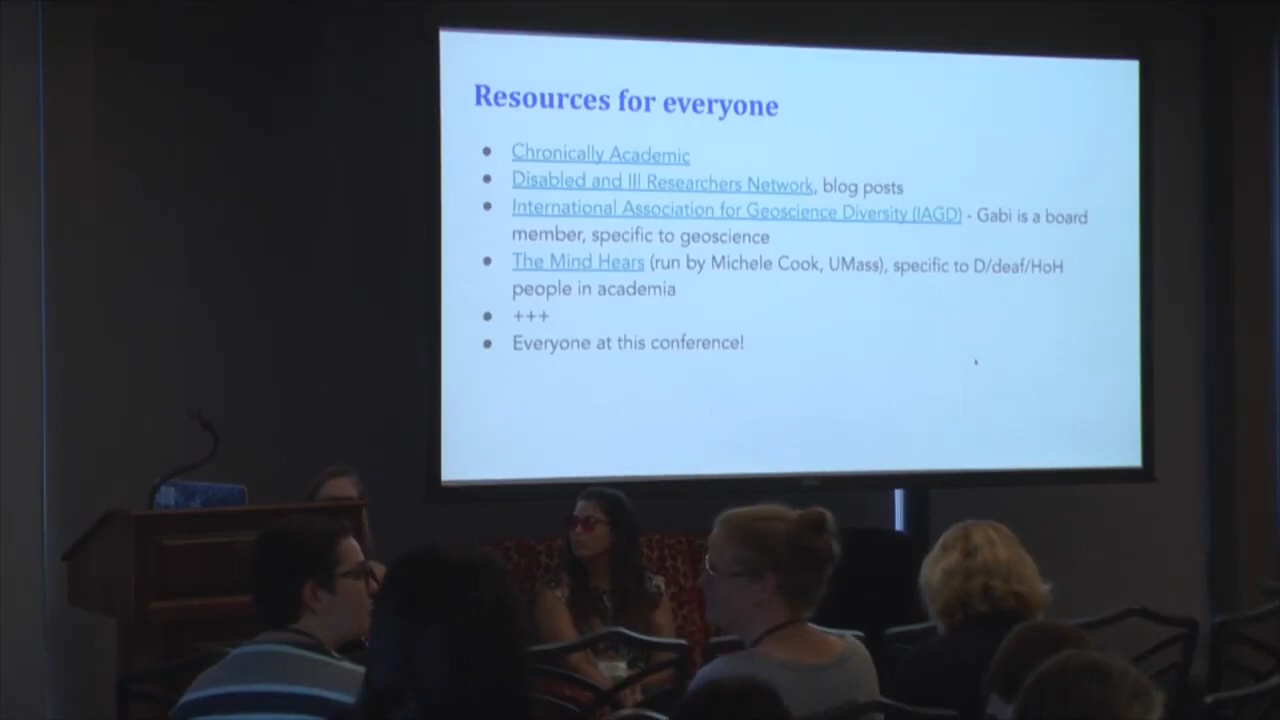 Resources for everyone
Chronically Academic
Disabled and Ill Researchers Network, blog posts
International Association for Geoscience Diversity (IAGD) - Gabi is a board
member, specific to geoscience
The Mind Hears (run by Michele Cook, UMass), specific to D/deaf/HoH
people in academia
+++
Everyone at this conference!